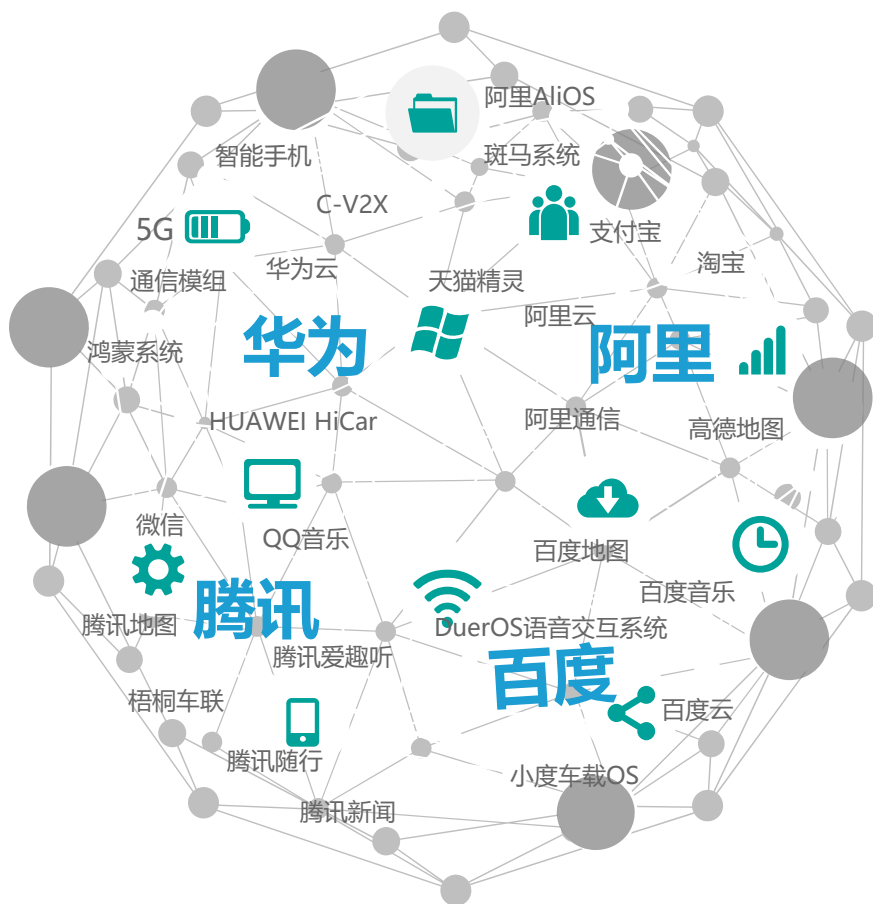 阿里AliOS
智能手机
斑马系统
C-V2X
5G
支付宝
华为云
淘宝
通信模组
天猫精灵
阿里云
华为
阿里
鸿蒙系统
HUAWEI HiCar
阿里通信
高德地图
微信
QQ音乐
百度地图
百度音乐
腾讯
腾讯地图
DuerOS语音交互系统
腾讯爱趣听
百度
梧桐车联
百度云
腾讯随行
小度车载OS
腾讯新闻